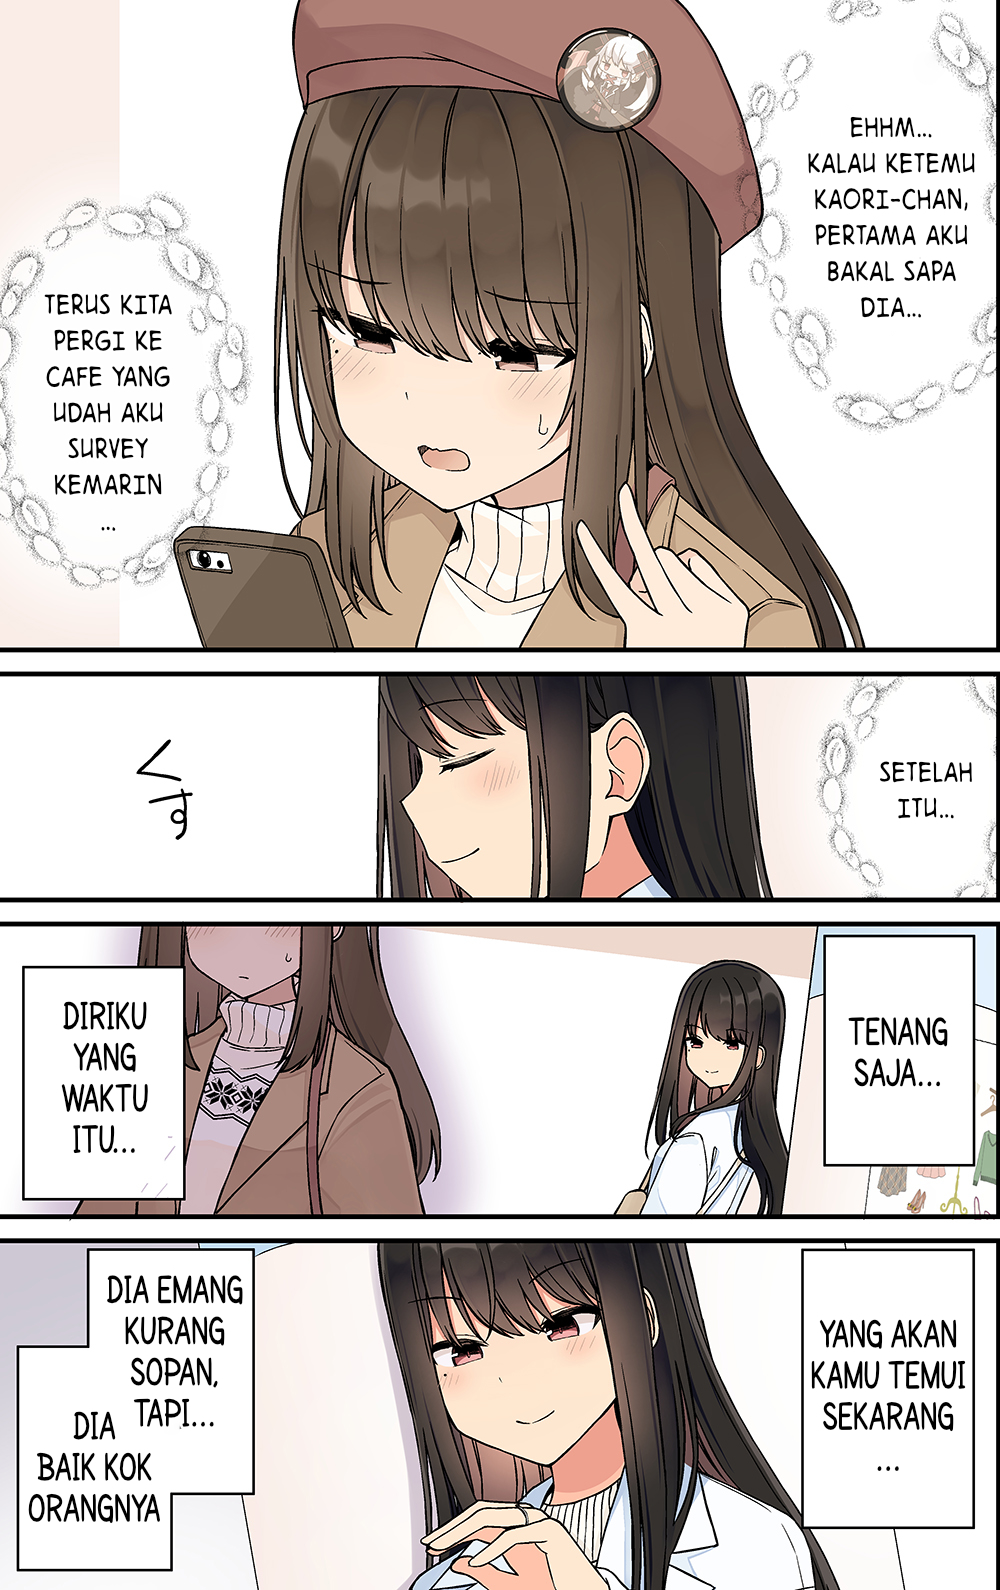 EHHM...
KALAU KETEMU
KAORI-CHAN,
PERTAMA AKU
BAKAL SAPA
DIA...
TERUS KITA
PERGI KE
CAFE YANG
UDAH AKU
SURVEY
KEMARIN
...
SETELAH
ITU...
くす
TENANG
SAJA...
DIRIKU
YANG
WAKTU
ITU...
YANG AKAN
KAMU TEMUI
SEKARANG
...
DIA EMANG
KURANG
SOPAN,
TAPI...
DIA
BAIK KOK
ORANGNYA